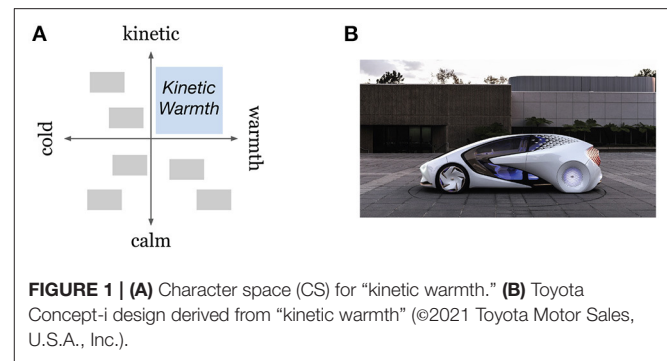 A
kinetic
Kinetic
Warmth
cold
warmth
calm
B
FIGURE 1 | (A) Character space (CS) for “kinetic warmth.” (B) Toyota
Concept-i design derived from “kinetic warmth” (©2021 Toyota Motor Sales,
U.S.A., Inc.).